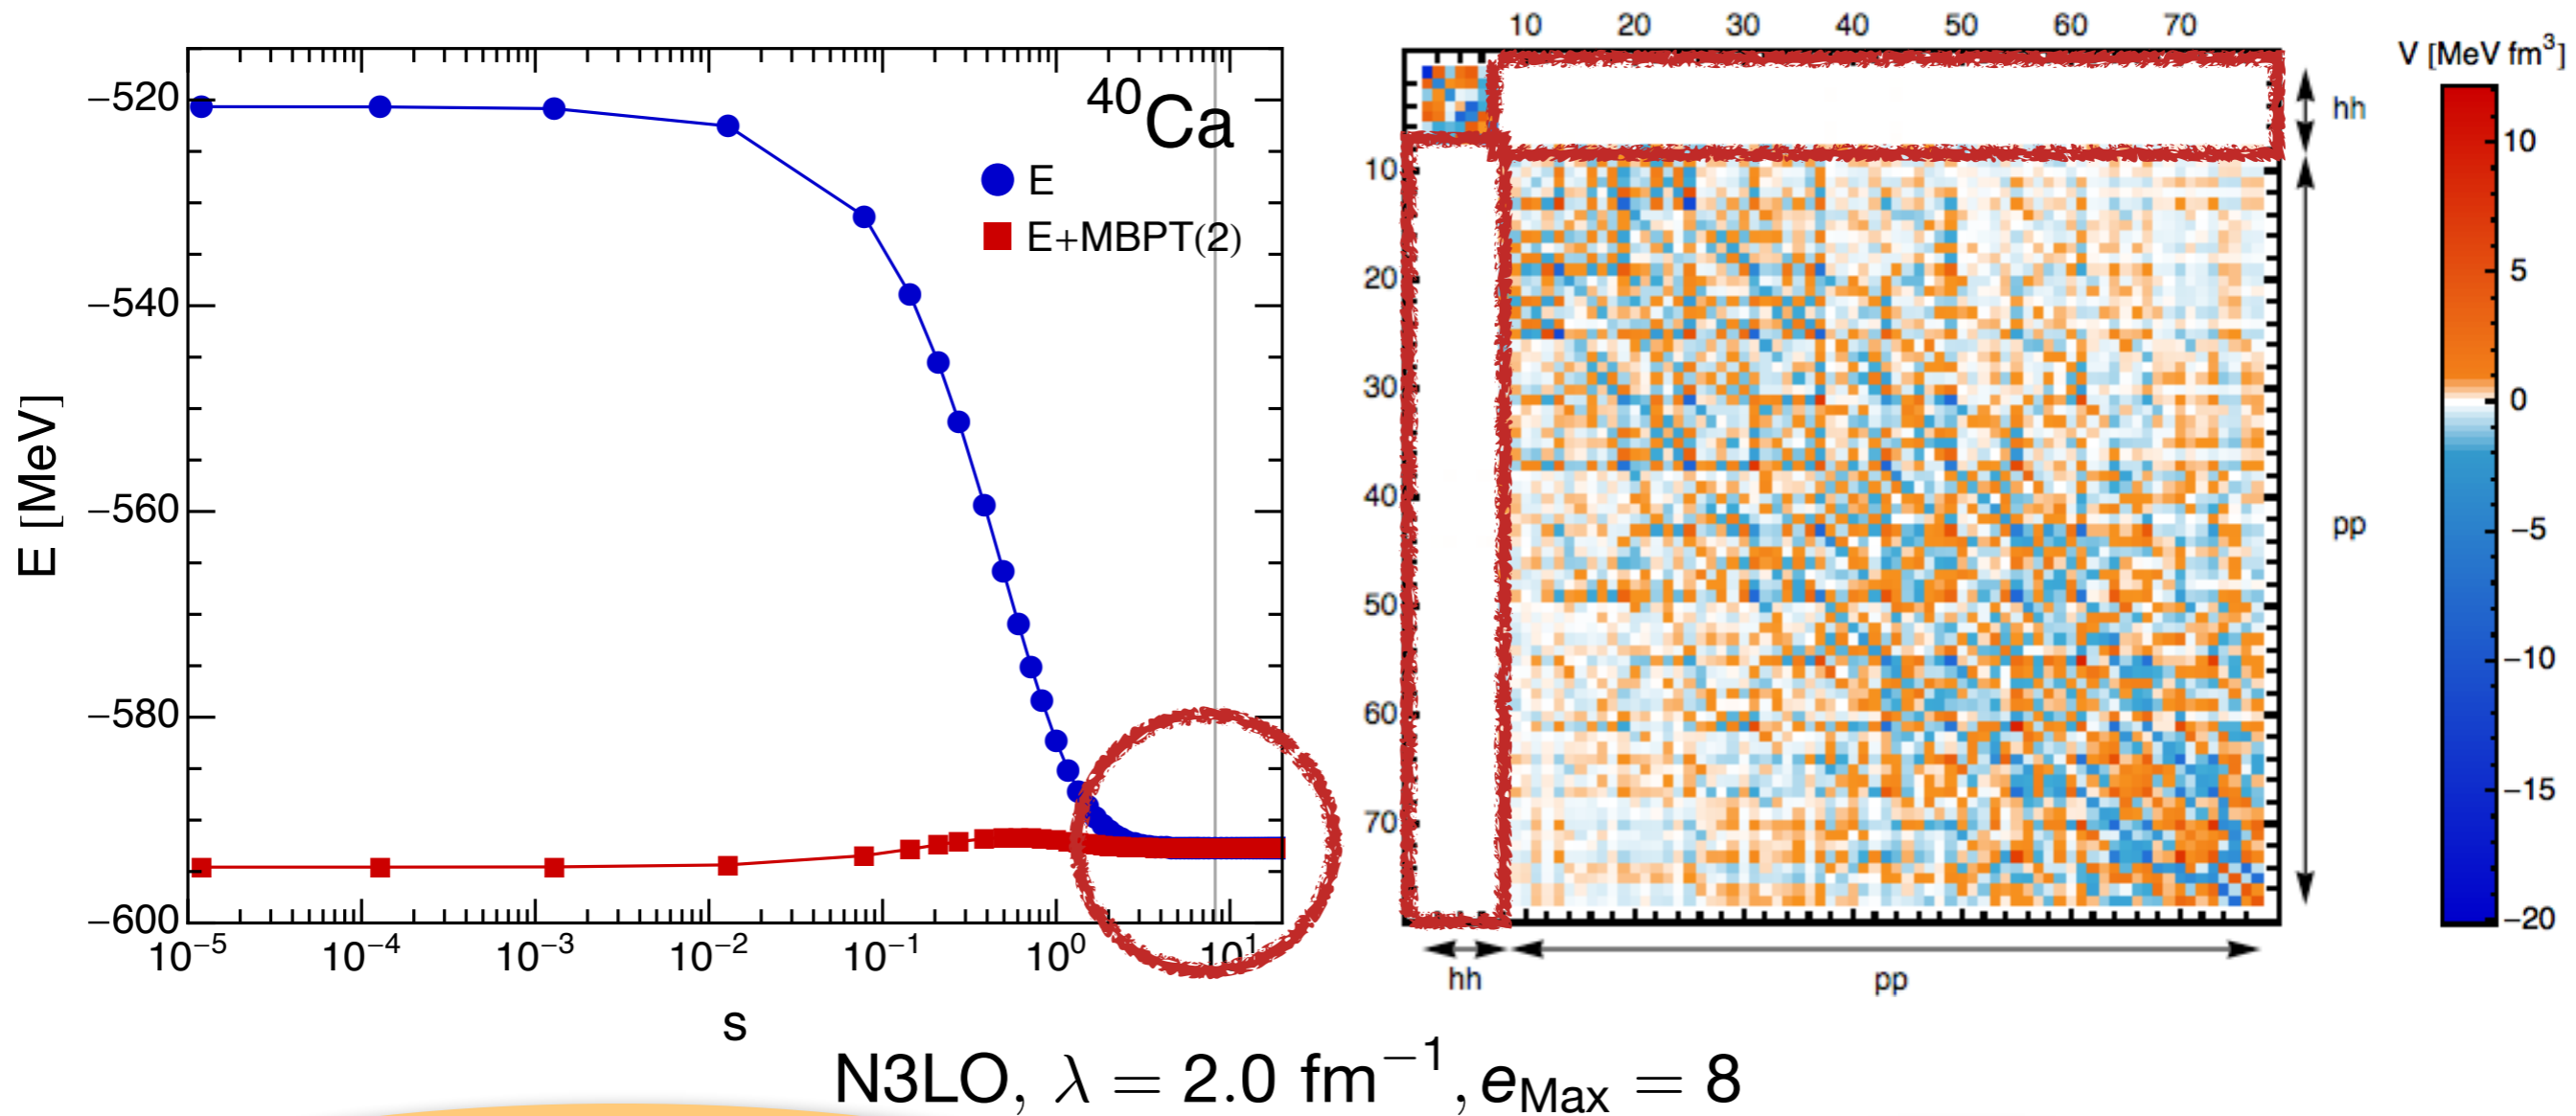 −520
−540
−560
−580
−600
E [MeV]
10−5
10−4
10−3
10−2
10−1
100
101
s
40Ca
E
E+MBPT(2)
10 20 30 40 50 60 70
10
20
30
40
50
60
70
hh
pp
hh
pp
V [MeV fm3]
10
5
0
−5
−10
−15
−20
N3LO, λ = 2.0 fm−1, eMax = 8